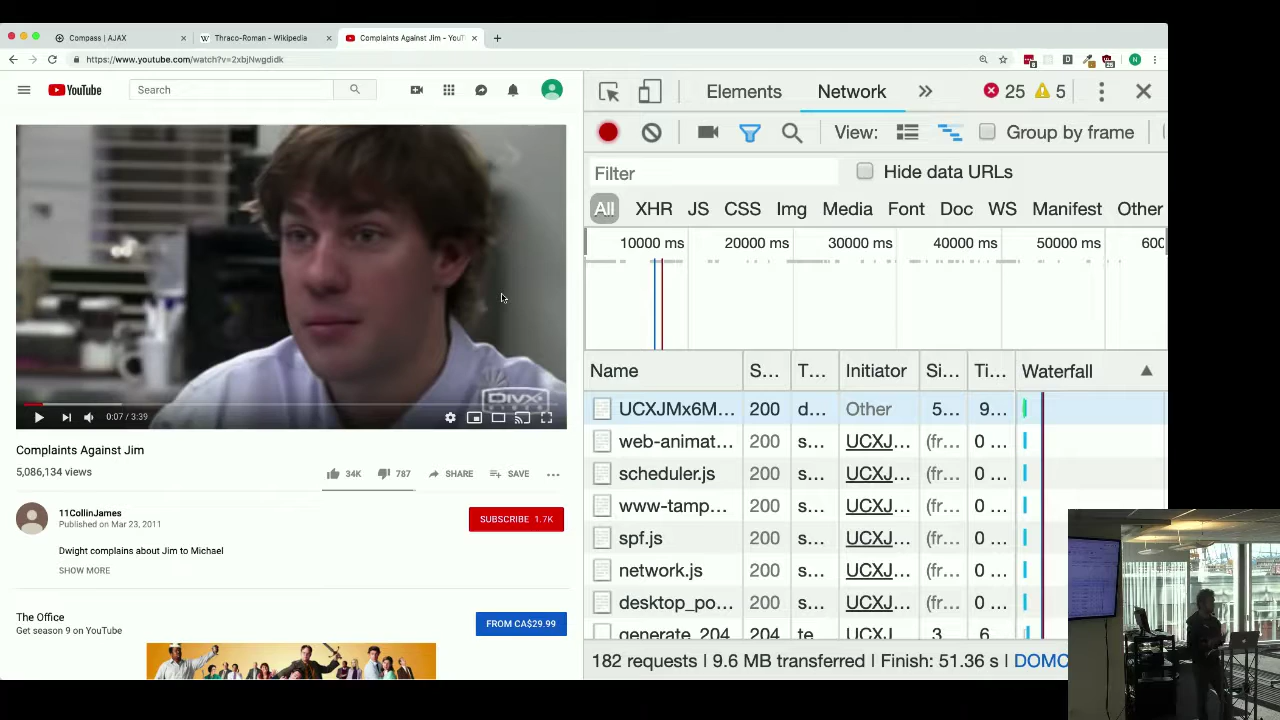 Compass | AJAX
Thraco-Roman - Wikipedia
Complaints Against Jim - YouT
https://www.youtube.com/watch?v=2xbjNwgdidk
YouTube
Search
DIVX
0:07 / 3:39
Complaints Against Jim
5,086,134 views
34K 787 SHARE SAVE
11CollinJames
Published on Mar 23, 2011
SUBSCRIBE 1.7K
Dwight complains about Jim to Michael
SHOW MORE
The Office
Get season 9 on YouTube
FROM CA$29.99
Elements Network » 25 5
View: Group by frame
Filter Hide data URLs
All XHR JS CSS Img Media Font Doc WS Manifest Other
10000 ms 20000 ms 30000 ms 40000 ms 50000 ms 600
Name S... T... Initiator Si... Ti... Waterfall
UCXJMx6M... 200 d... Other 5... 9...
web-animat... 200 s... UCXJ... (fr... 0 ...
scheduler.js 200 s... UCXJ... (fr... 0 ...
www-tamp... 200 s... UCXJ... (fr... 0 ...
spf.js 200 s... UCXJ... (fr... 0 ...
network.js 200 s... UCXJ... (fr... 0 ...
desktop_po... 200 s... UCXJ... (fr... 0 ...
generate_204 204 te UCXJ 3 6
182 requests | 9.6 MB transferred | Finish: 51.36 s | DOMC